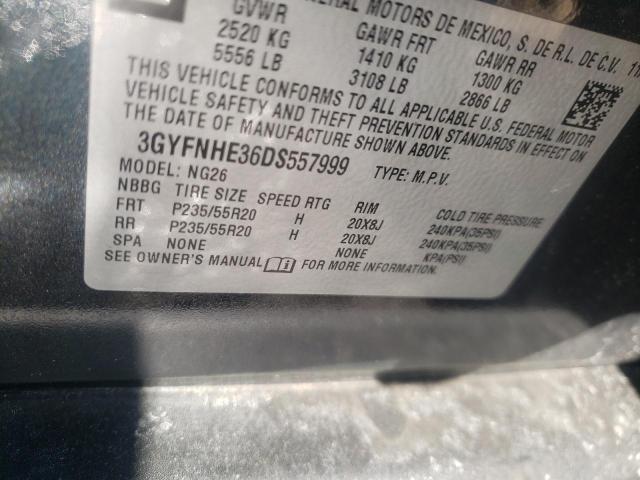 GENERAL MOTORS DE MEXICO, S. DE R.L. DE C.V.
GVWR GAWR FRT GAWR RR
2520 KG 1410 KG 1300 KG
5556 LB 3108 LB 2866 LB
THIS VEHICLE CONFORMS TO ALL APPLICABLE U.S. FEDERAL MOTOR
VEHICLE SAFETY AND THEFT PREVENTION STANDARDS IN EFFECT ON
THE DATE OF MANUFACTURE SHOWN ABOVE.
3GYFNHE36DS557999 TYPE: M.P.V.
MODEL: NG26
NBBG TIRE SIZE SPEED RTG RIM COLD TIRE PRESSURE
FRT P235/55R20 H 20X8J 240KPA(35PSI)
RR P235/55R20 H 20X8J 240KPA(35PSI)
SPA NONE NONE KPA(PSI)
SEE OWNER'S MANUAL FOR MORE INFORMATION.